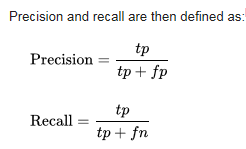 Precision and recall are then defined as:
Precision = tp / tp + fp
Recall = tp / tp + fn